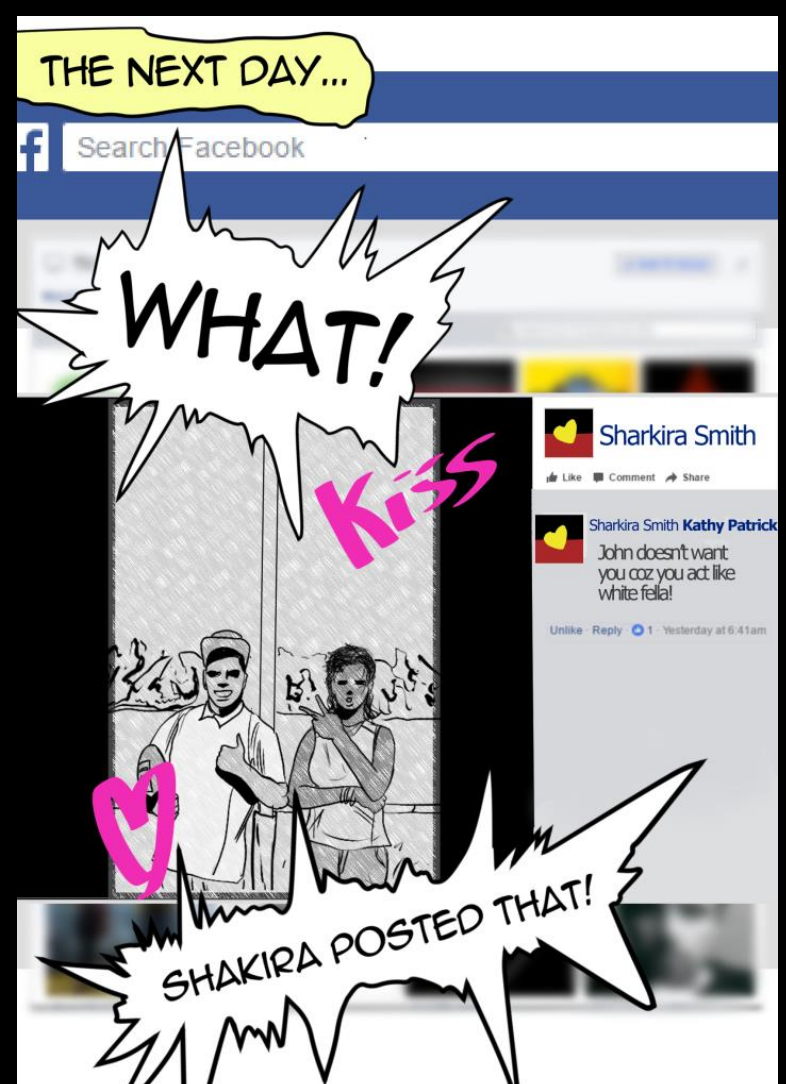 THE NEXT DAY...
f Search Facebook
WHAT!
Kiss
Sharkira Smith
Like Comment Share
Sharkira Smith Kathy Patrick
John doesn't want
you coz you act like
white fella!
Unlike · Reply · 1 · Yesterday at 6:41am
SHAKIRA POSTED THAT!